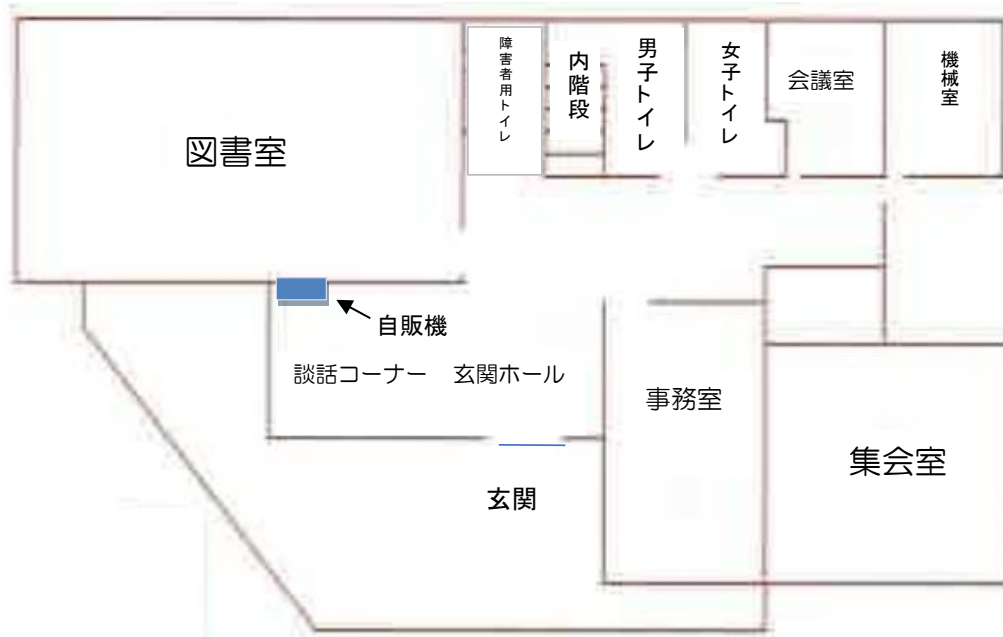 障害者用トイレ
内階段
男子トイレ
女子トイレ
会議室
機械室
図書室
自販機
談話コーナー　玄関ホール
事務室
集会室
玄関